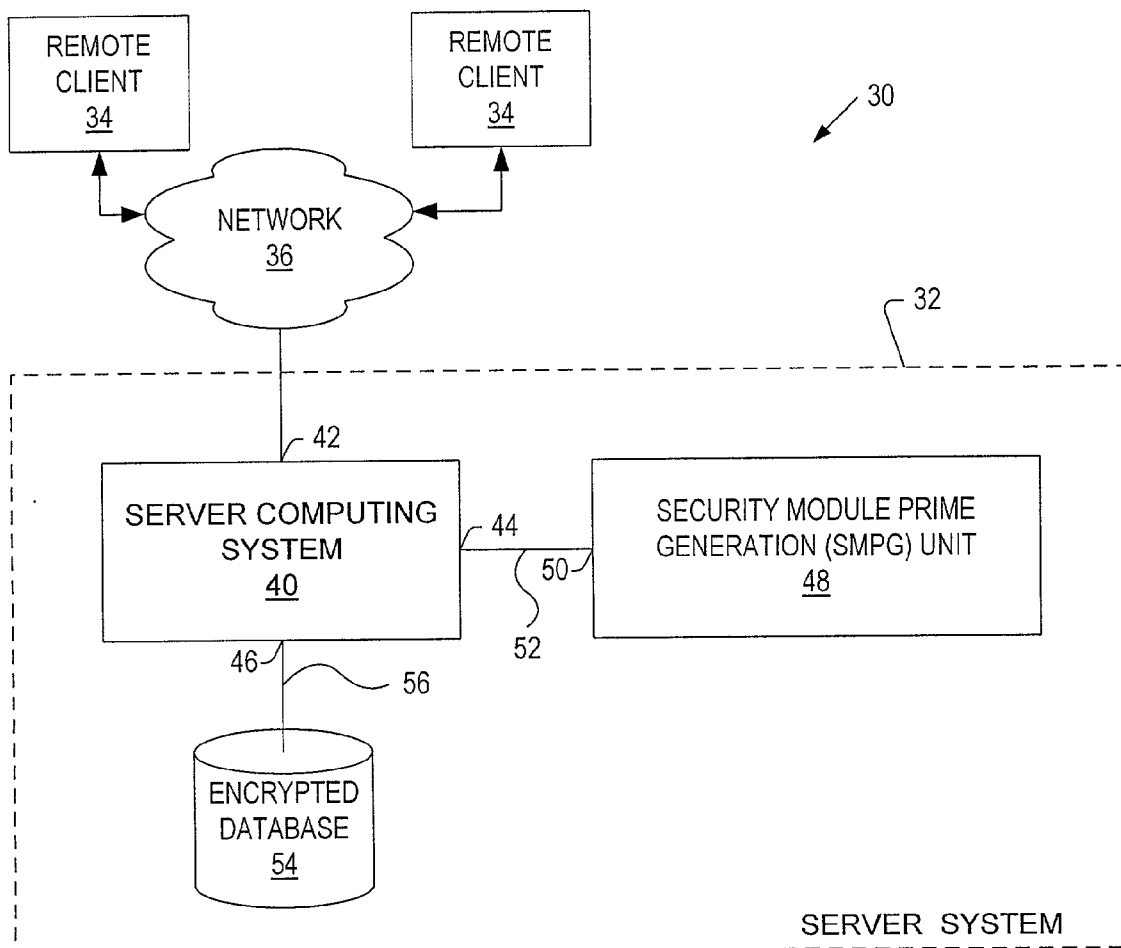 REMOTE
CLIENT
34
REMOTE
CLIENT
34
30
NETWORK
36
32
42
SERVER COMPUTING
SYSTEM
40
44
50
52
SECURITY MODULE PRIME
GENERATION (SMPG) UNIT
48
46
56
ENCRYPTED
DATABASE
54
SERVER SYSTEM